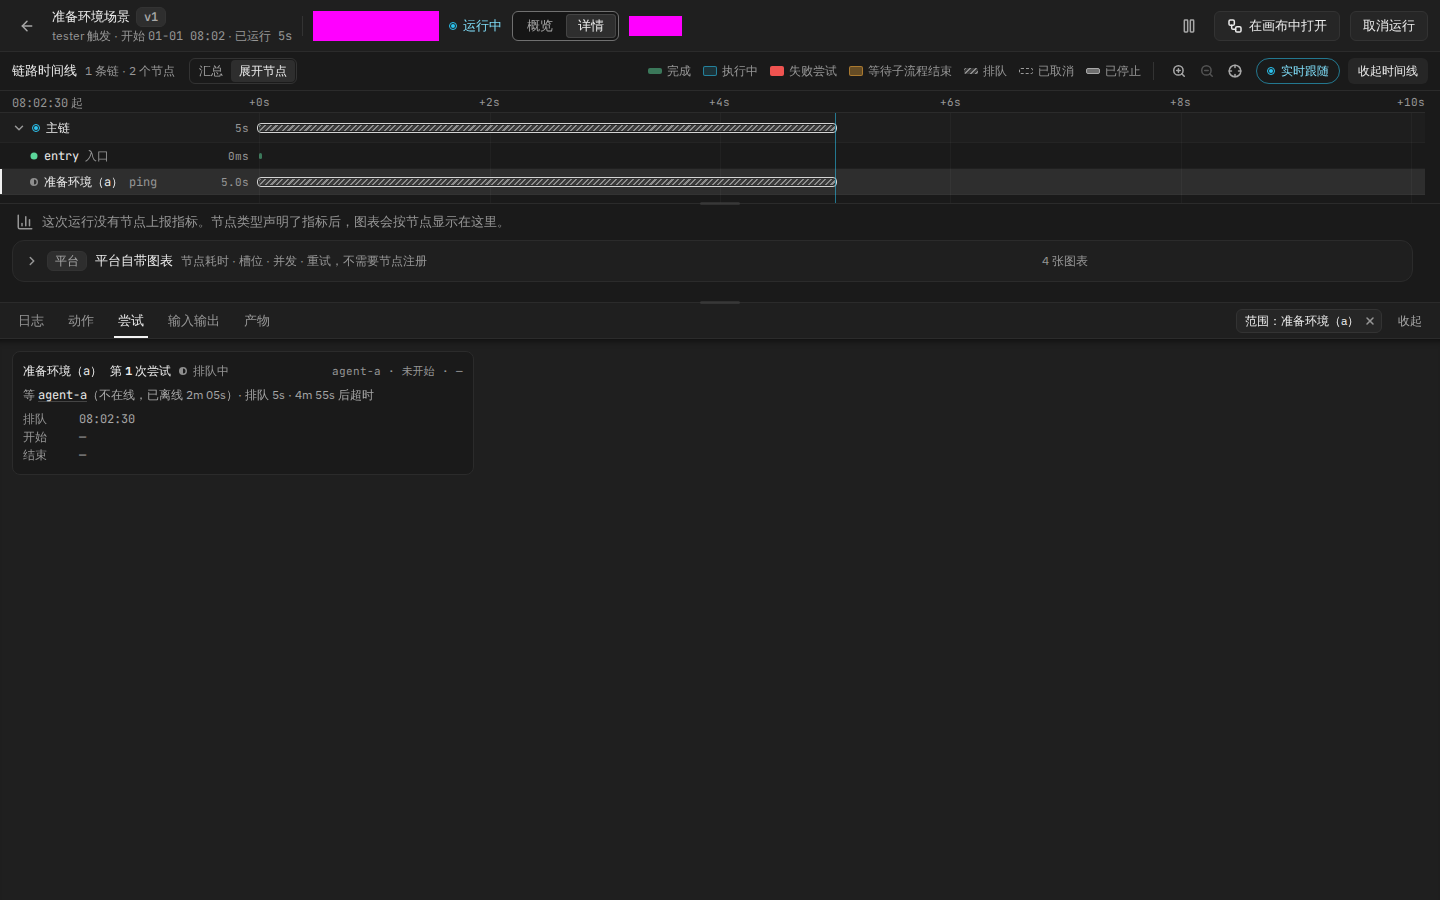 准备环境场景 v1
tester 触发 · 开始 01-01 08:02 · 已运行 5s
运行中 概览 详情
在画布中打开 取消运行
链路时间线 1 条链 · 2 个节点 汇总 展开节点
完成 执行中 失败尝试 等待子流程结束 排队 已取消 已停止 实时跟随 收起时间线
08:02:30 起 +0s +2s +4s +6s +8s +10s
主链 5s
entry 入口 0ms
准备环境（a） ping 5.0s
这次运行没有节点上报指标。节点类型声明了指标后，图表会按节点显示在这里。
平台 平台自带图表 节点耗时 · 槽位 · 并发 · 重试，不需要节点注册 4 张图表
日志 动作 尝试 输入输出 产物 范围：准备环境（a） 收起
准备环境（a） 第 1 次尝试 排队中 agent-a · 未开始 · —
等 agent-a（不在线，已离线 2m 05s）· 排队 5s · 4m 55s 后超时
排队 08:02:30
开始 —
结束 —